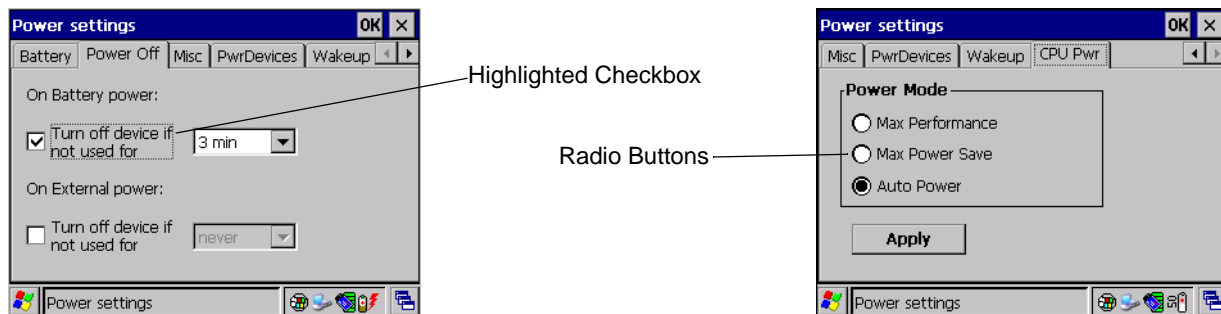 Power settings OK
Battery Power Off Misc PwrDevices Wakeup
On Battery power:
Turn off device if
not used for
3 min
On External power:
Turn off device if
not used for
never
Power settings
Highlighted Checkbox
Radio Buttons
Power settings OK
Misc PwrDevices Wakeup CPU Pwr
Power Mode
Max Performance
Max Power Save
Auto Power
Apply
Power settings